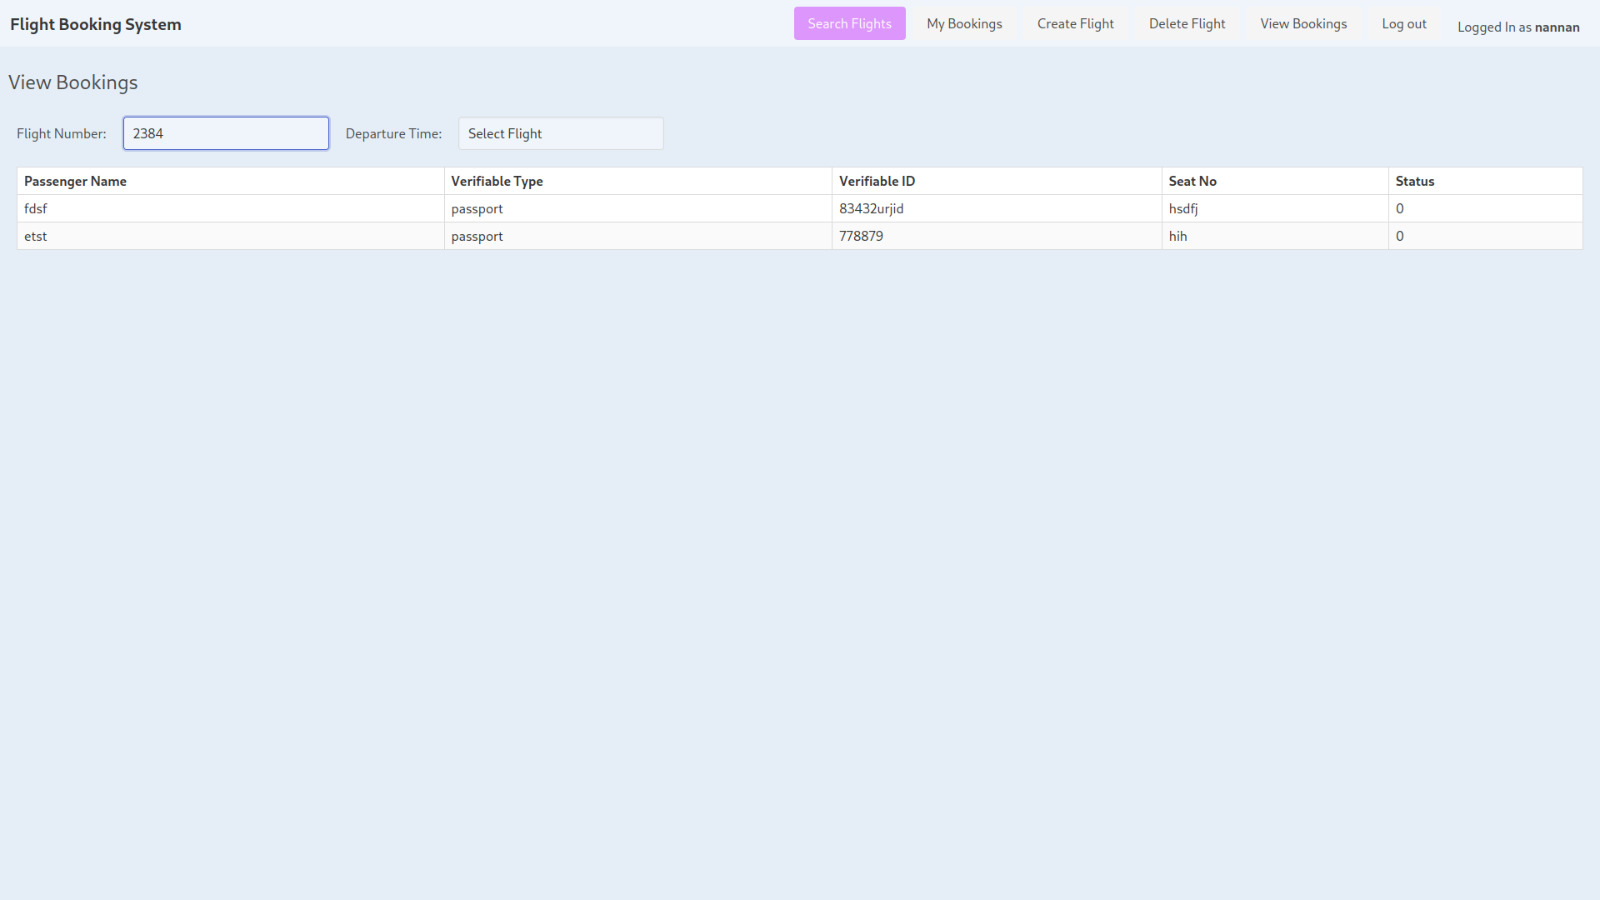 Flight Booking System
Search Flights My Bookings Create Flight Delete Flight View Bookings Log out Logged In as nannan
View Bookings
Flight Number: 2384 Departure Time: Select Flight
Passenger Name Verifiable Type Verifiable ID Seat No Status
fdsf passport 83432urjid hsdfj 0
etst passport 778879 hih 0